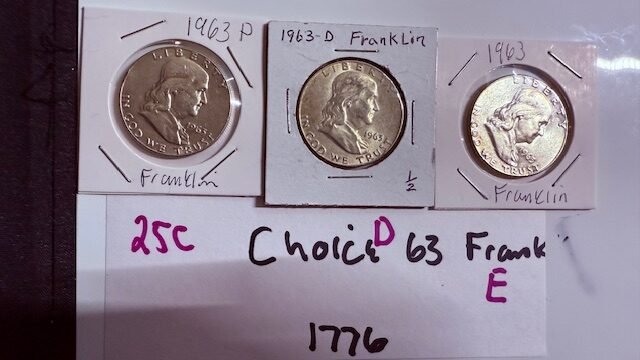 1963 P
LIBERTY
IN GOD WE TRUST
1963
Franklin
1963-D Franklin
LIBERTY
IN GOD WE TRUST
1963
1/2
1963
LIBERTY
IN GOD WE TRUST
1963
Franklin
25C Choice D 63 Frank
E
1776